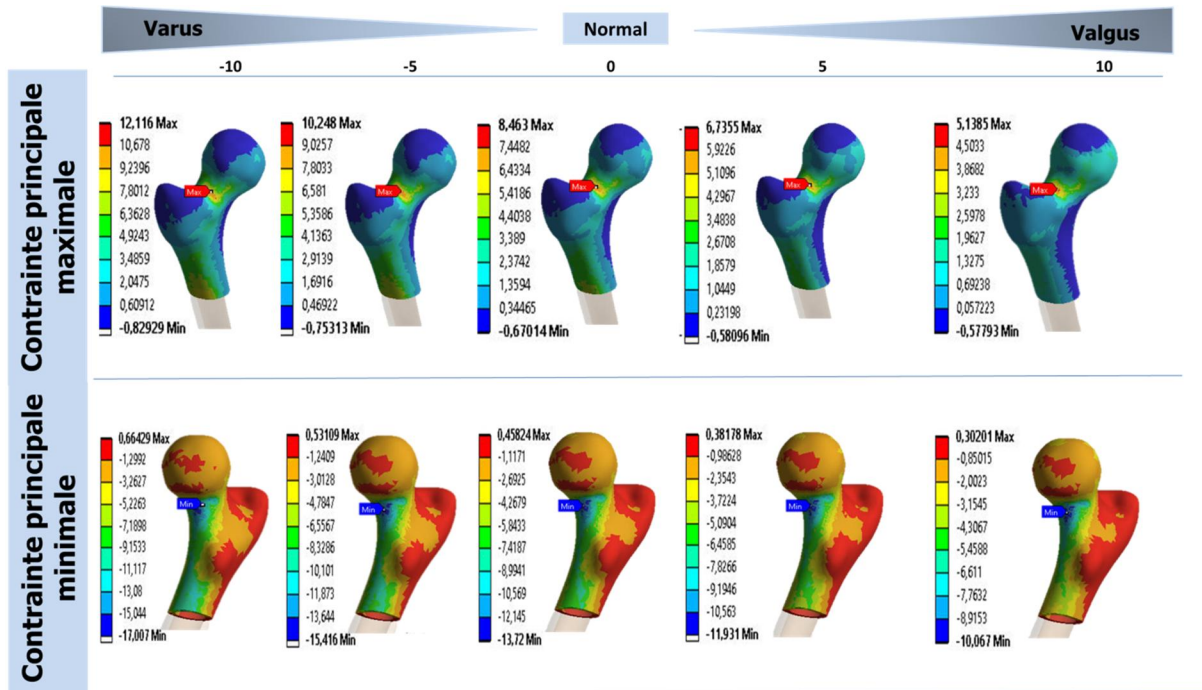 Varus
Normal
Valgus
-10
-5
0
5
10
Contrainte principale
maximale
12,116 Max
10,678
9,2396
7,8012
6,3628
4,9243
3,4859
2,0475
0,60912
-0,82929 Min
Max
10,248 Max
9,0257
7,8033
6,581
5,3586
4,1363
2,9139
1,6916
0,46922
-0,75313 Min
Max
8,463 Max
7,4482
6,4334
5,4186
4,4038
3,389
2,3742
1,3594
0,34465
-0,67014 Min
Max
6,7355 Max
5,9226
5,1096
4,2967
3,4838
2,6708
1,8579
1,0449
0,23198
-0,58096 Min
Max
5,1385 Max
4,5033
3,8682
3,233
2,5978
1,9627
1,3275
0,69238
0,057223
-0,57793 Min
Max
Contrainte principale
minimale
0,66429 Max
-1,2992
-3,2627
-5,2263
-7,1898
-9,1533
-11,117
-13,08
-15,044
-17,007 Min
Min
0,53109 Max
-1,2409
-3,0128
-4,7847
-6,5567
-8,3286
-10,101
-11,873
-13,644
-15,416 Min
Min
0,45824 Max
-1,1171
-2,6925
-4,2679
-5,8433
-7,4187
-8,9941
-10,569
-12,145
-13,72 Min
Min
0,38178 Max
-0,98628
-2,3543
-3,7224
-5,0904
-6,4585
-7,8266
-9,1946
-10,563
-11,931 Min
Min
0,30201 Max
-0,85015
-2,0023
-3,1545
-4,3067
-5,4588
-6,611
-7,7632
-8,9153
-10,067 Min
Min